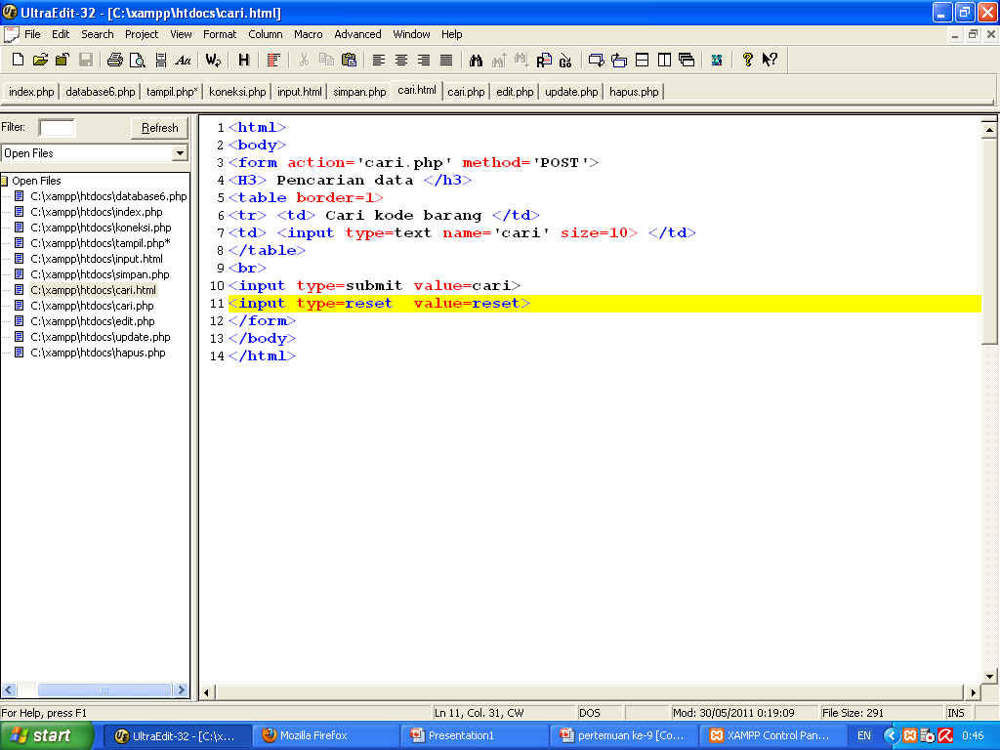 UltraEdit-32 - [C:\xampp\htdocs\cari.html]
File Edit Search Project View Format Column Macro Advanced Window Help
index.php database6.php tampil.php* koneksi.php input.html simpan.php cari.html cari.php edit.php update.php hapus.php
Filter: Refresh
Open Files
Open Files
C:\xampp\htdocs\database6.php
C:\xampp\htdocs\index.php
C:\xampp\htdocs\koneksi.php
C:\xampp\htdocs\tampil.php*
C:\xampp\htdocs\input.html
C:\xampp\htdocs\simpan.php
C:\xampp\htdocs\cari.html
C:\xampp\htdocs\cari.php
C:\xampp\htdocs\edit.php
C:\xampp\htdocs\update.php
C:\xampp\htdocs\hapus.php
1 <html>
2 <body>
3 <form action='cari.php' method='POST'>
4 <H3> Pencarian data </h3>
5 <table border=1>
6 <tr> <td> Cari kode barang </td>
7 <td> <input type=text name='cari' size=10> </td>
8 </table>
9 <br>
10 <input type=submit value=cari>
11 <input type=reset  value=reset>
12 </form>
13 </body>
14 </html>
For Help, press F1 Ln 11, Col. 31, CW DOS Mod: 30/05/2011 0:19:09 File Size: 291 INS
start UltraEdit-32 - [C:\x... Mozilla Firefox Presentation1 pertemuan ke-9 [Co... XAMPP Control Pan... EN 0:46